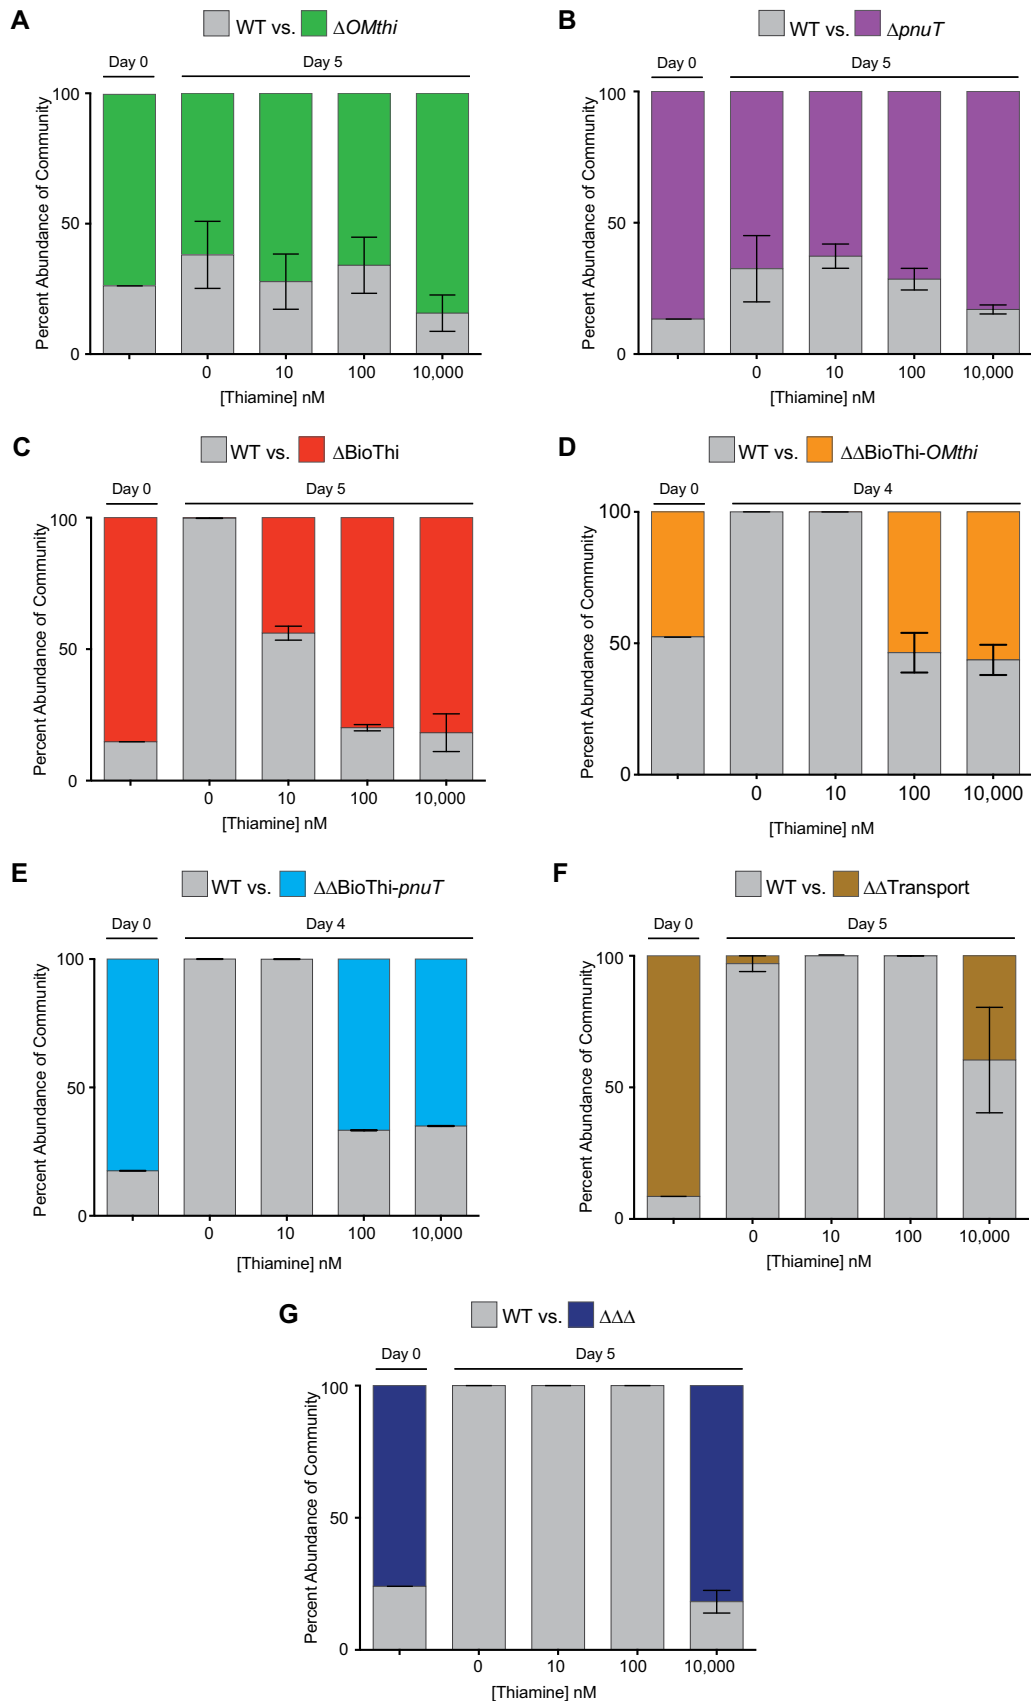 A
WT vs. ΔOMthi
Day 0
Day 5
Percent Abundance of Community
100
50
0
0
10
100
10,000
[Thiamine] nM
B
WT vs. ΔpnuT
Day 0
Day 5
Percent Abundance of Community
100
50
0
0
10
100
10,000
[Thiamine] nM
C
WT vs. ΔBioThi
Day 0
Day 5
Percent Abundance of Community
100
50
0
0
10
100
10,000
[Thiamine] nM
D
WT vs. ΔΔBioThi-OMthi
Day 0
Day 4
Percent Abundance of Community
100
50
0
0
10
100
10,000
[Thiamine] nM
E
WT vs. ΔΔBioThi-pnuT
Day 0
Day 4
Percent Abundance of Community
100
50
0
0
10
100
10,000
[Thiamine] nM
F
WT vs. ΔΔTransport
Day 0
Day 5
Percent Abundance of Community
100
50
0
0
10
100
10,000
[Thiamine] nM
G
WT vs. ΔΔΔ
Day 0
Day 5
Percent Abundance of Community
100
50
0
0
10
100
10,000
[Thiamine] nM